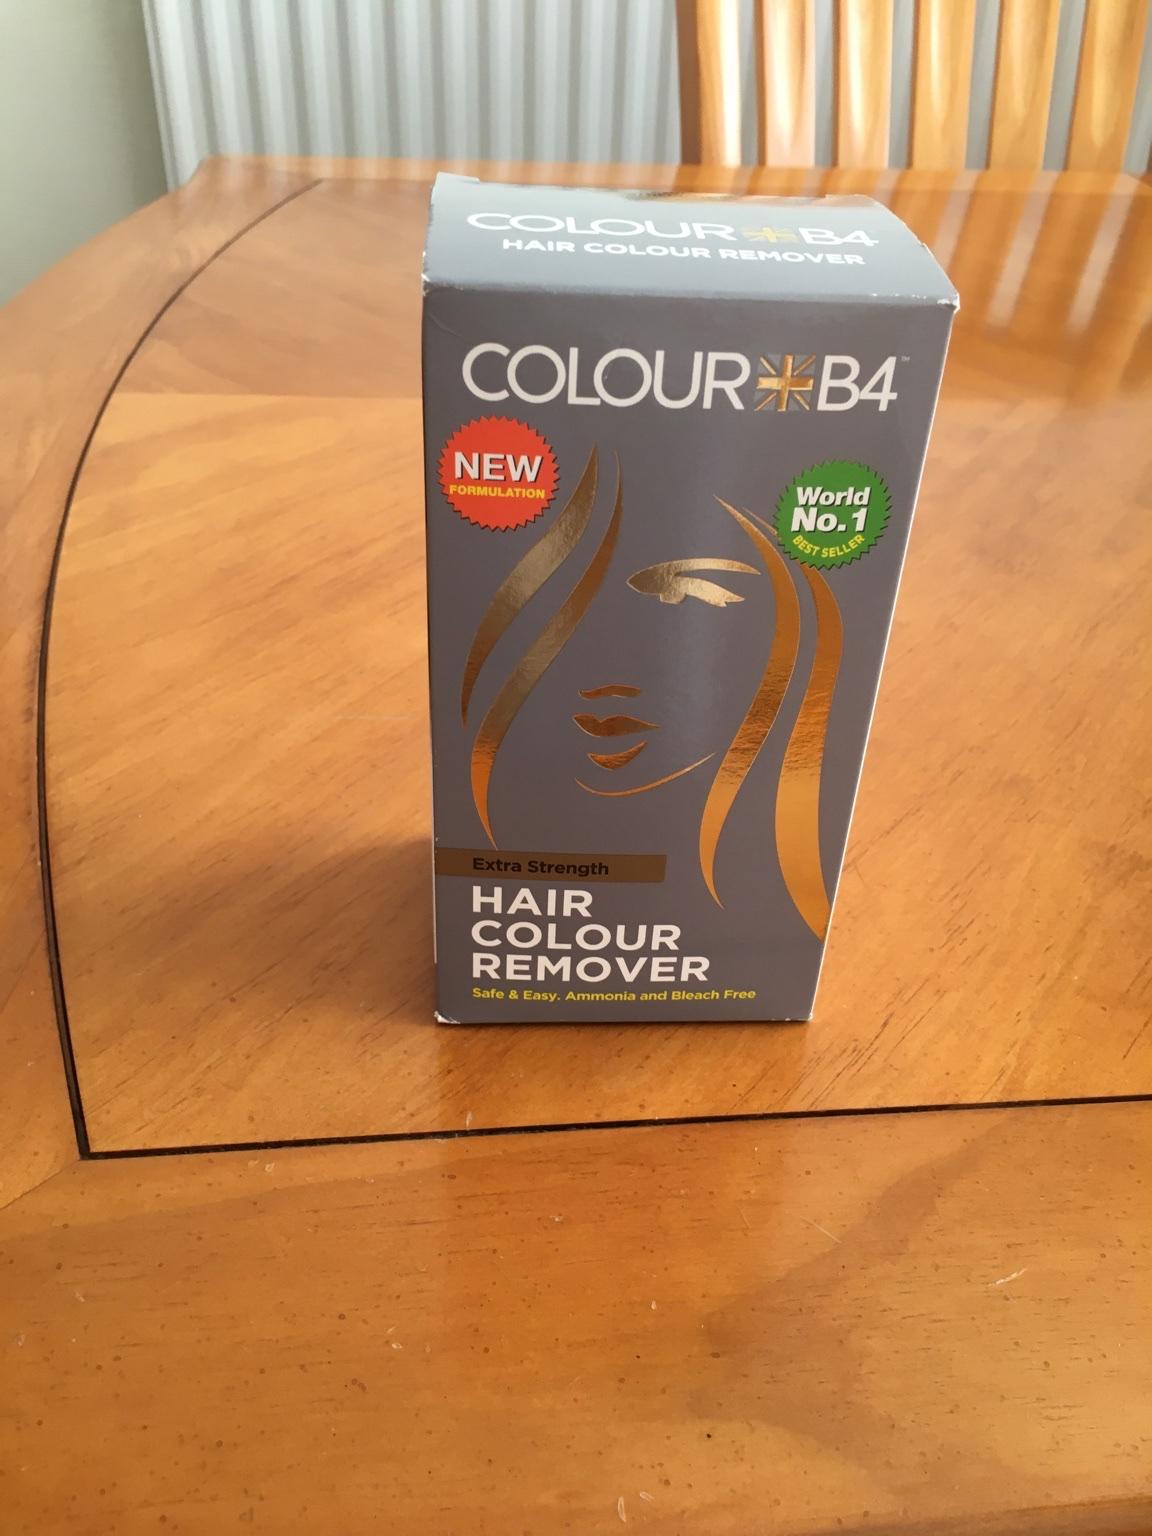 COLOUR B4
HAIR COLOUR REMOVER
COLOUR B4™
NEW
FORMULATION
World
No.1
BEST SELLER
Extra Strength
HAIR
COLOUR
REMOVER
Safe & Easy. Ammonia and Bleach Free